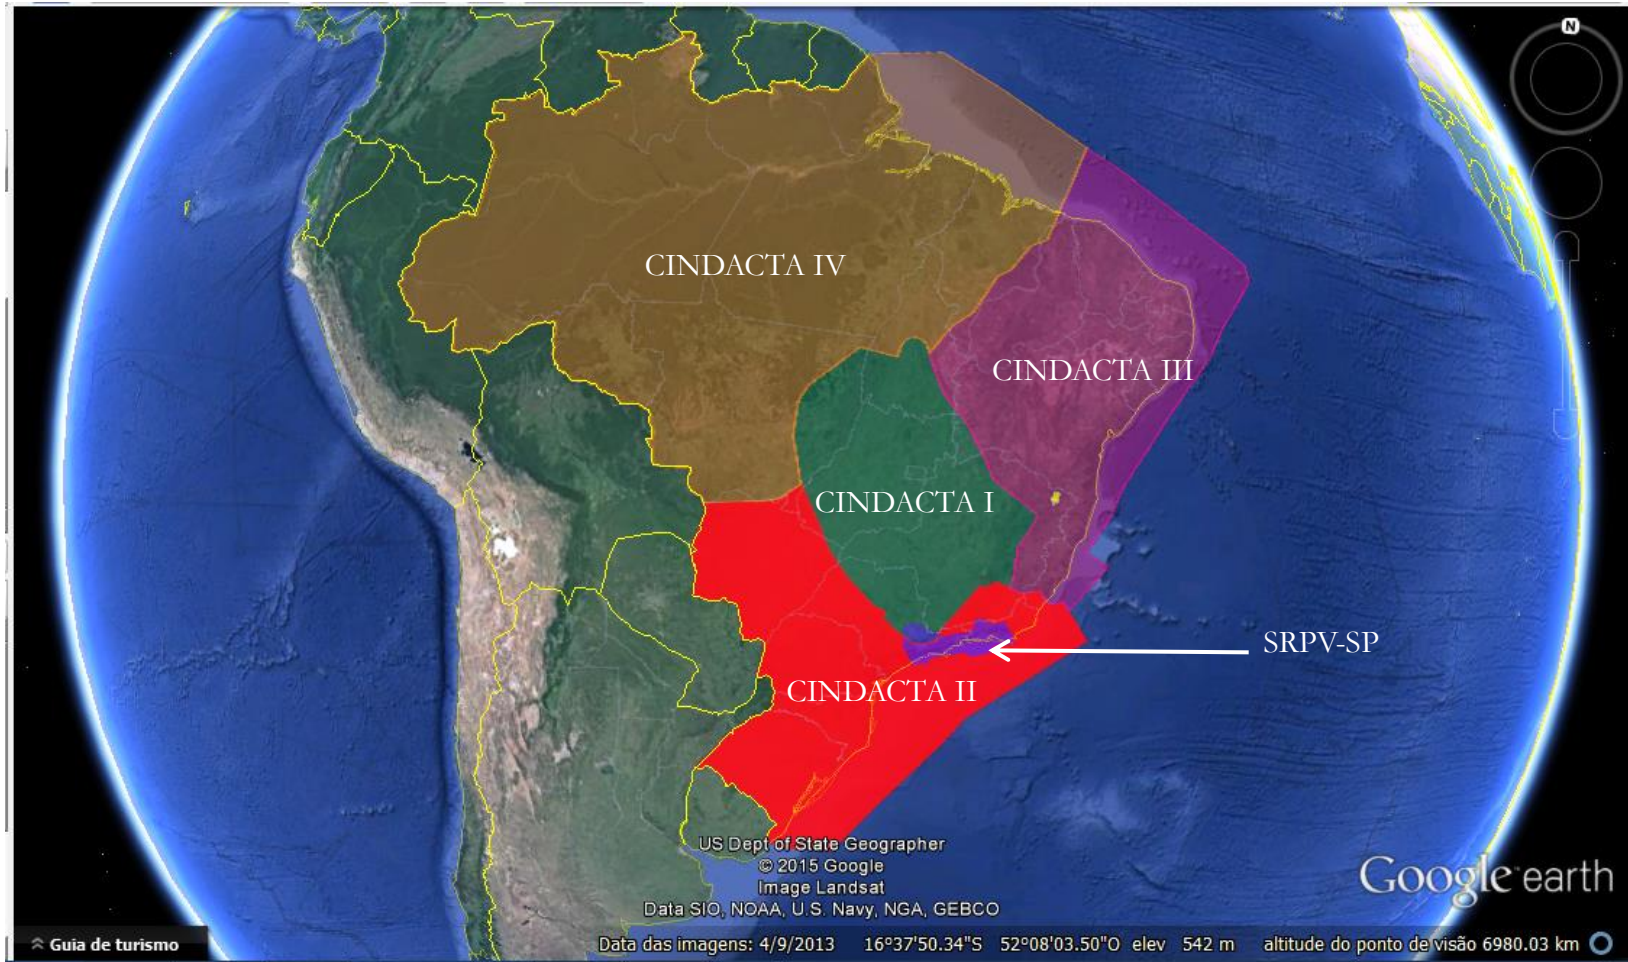 N
CINDACTA IV
CINDACTA III
CINDACTA I
SRPV-SP
CINDACTA II
US Dept of State Geographer
© 2015 Google
Image Landsat
Data SIO, NOAA, U.S. Navy, NGA, GEBCO
Google earth
Guia de turismo
Data das imagens: 4/9/2013 16°37'50.34"S 52°08'03.50"O elev 542 m altitude do ponto de visão 6980.03 km